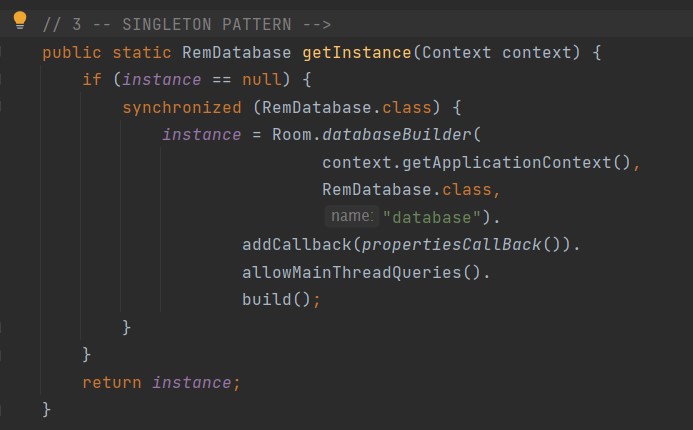 // 3 -- SINGLETON PATTERN -->
public static RemDatabase getInstance(Context context) {
if (instance == null) {
synchronized (RemDatabase.class) {
instance = Room.databaseBuilder(
context.getApplicationContext(),
RemDatabase.class,
name: "database").
addCallback(propertiesCallBack()).
allowMainThreadQueries().
build();
}
}
return instance;
}